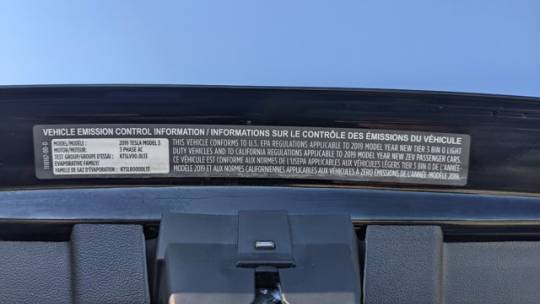 VEHICLE EMISSION CONTROL INFORMATION / INFORMATIONS SUR LE CONTRÔLE DES ÉMISSIONS DU VÉHICULE
MODEL/MODELE: 2019 TESLA MODEL 3
MOTOR/MOTEUR: 3 PHASE AC
TEST GROUP/GROUPE D'ESSAI:
EVAPORATIVE FAMILY/
FAMILLE DE GAZ D'ÉVAPORATION:
THIS VEHICLE CONFORMS TO U.S. EPA REGULATIONS APPLICABLE TO 2019 MODEL YEAR NEW TIER 3 BIN 0 LIGHT
DUTY VEHICLES AND TO CALIFORNIA REGULATIONS APPLICABLE TO 2019 MODEL YEAR NEW ZEV PASSENGER CARS.
CE VÉHICULE EST CONFORME AUX NORMES DE L'USEPA APPLICABLES AUX VÉHICULES LÉGERS TIER 3 BIN 0 DE L'ANNÉE-
MODÈLE 2019 ET AUX NORMES CALIFORNIENNES APPLICABLES AUX VÉHICULES À ZÉRO ÉMISSIONS DE L'ANNÉE-MODÈLE 2019.